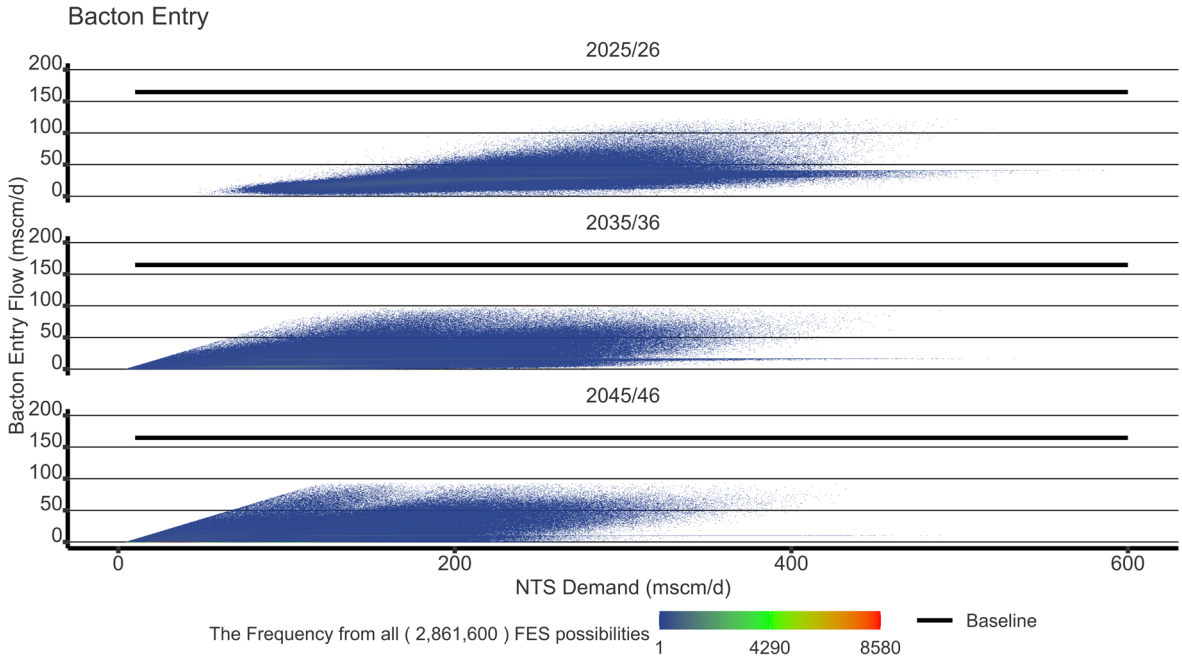 Bacton Entry
2025/26
200
150
100
50
0
2035/36
200
150
100
50
0
2045/46
200
150
100
50
0
Bacton Entry Flow (mscm/d)
0 200 400 600
NTS Demand (mscm/d)
The Frequency from all ( 2,861,600 ) FES possibilities
1 4290 8580
Baseline